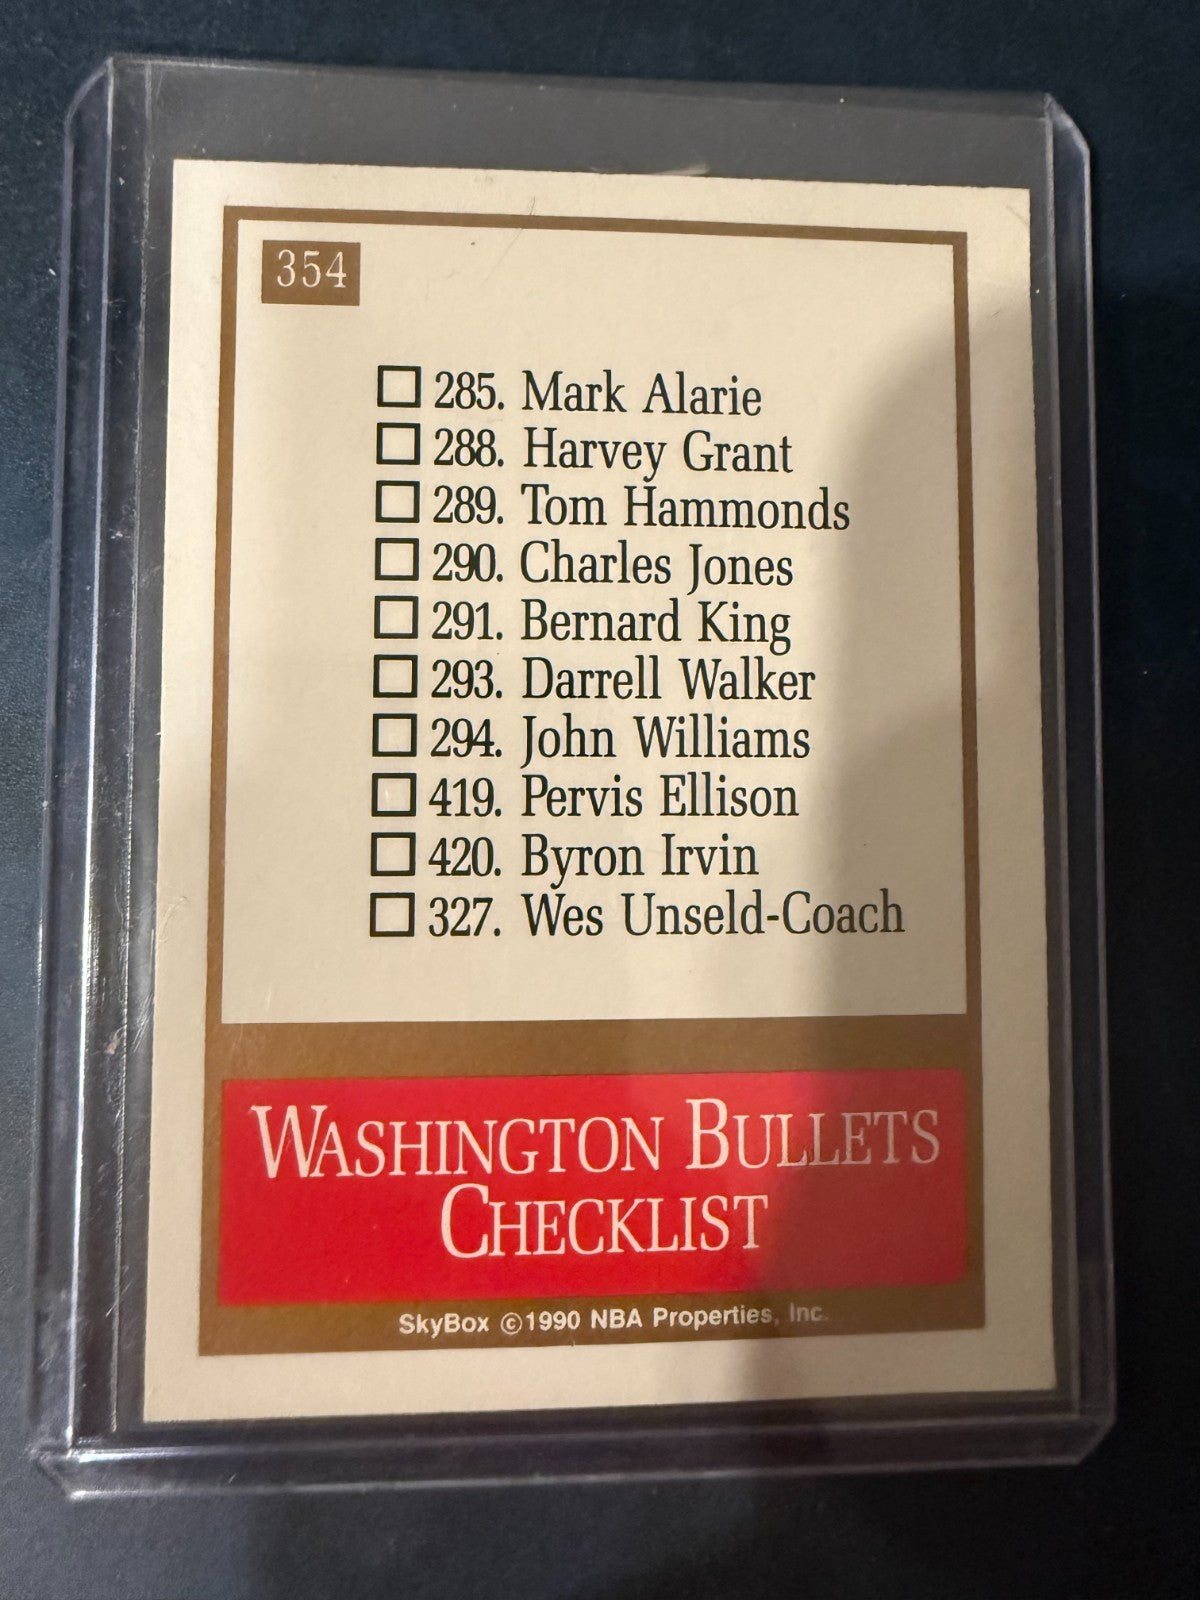 354
285. Mark Alarie
288. Harvey Grant
289. Tom Hammonds
290. Charles Jones
291. Bernard King
293. Darrell Walker
294. John Williams
419. Pervis Ellison
420. Byron Irvin
327. Wes Unseld-Coach
WASHINGTON BULLETS
CHECKLIST
SkyBox ©1990 NBA Properties, Inc.